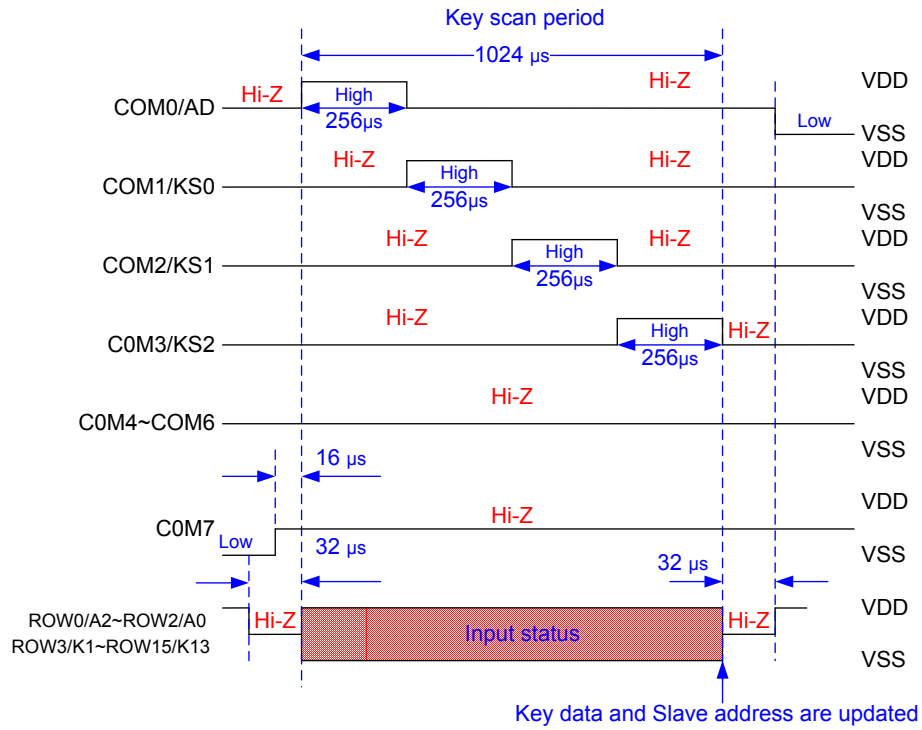 Key scan period
1024 µs
COM0/AD
Hi-Z
High
256µs
Hi-Z
Low
VDD
VSS
COM1/KS0
Hi-Z
High
256µs
Hi-Z
VDD
VSS
COM2/KS1
Hi-Z
High
256µs
Hi-Z
VDD
VSS
C0M3/KS2
Hi-Z
High
256µs
Hi-Z
VDD
VSS
C0M4~COM6
Hi-Z
VDD
VSS
16 µs
C0M7
Low
Hi-Z
VDD
VSS
32 µs
32 µs
ROW0/A2~ROW2/A0
ROW3/K1~ROW15/K13
Hi-Z
Input status
Hi-Z
VDD
VSS
Key data and Slave address are updated